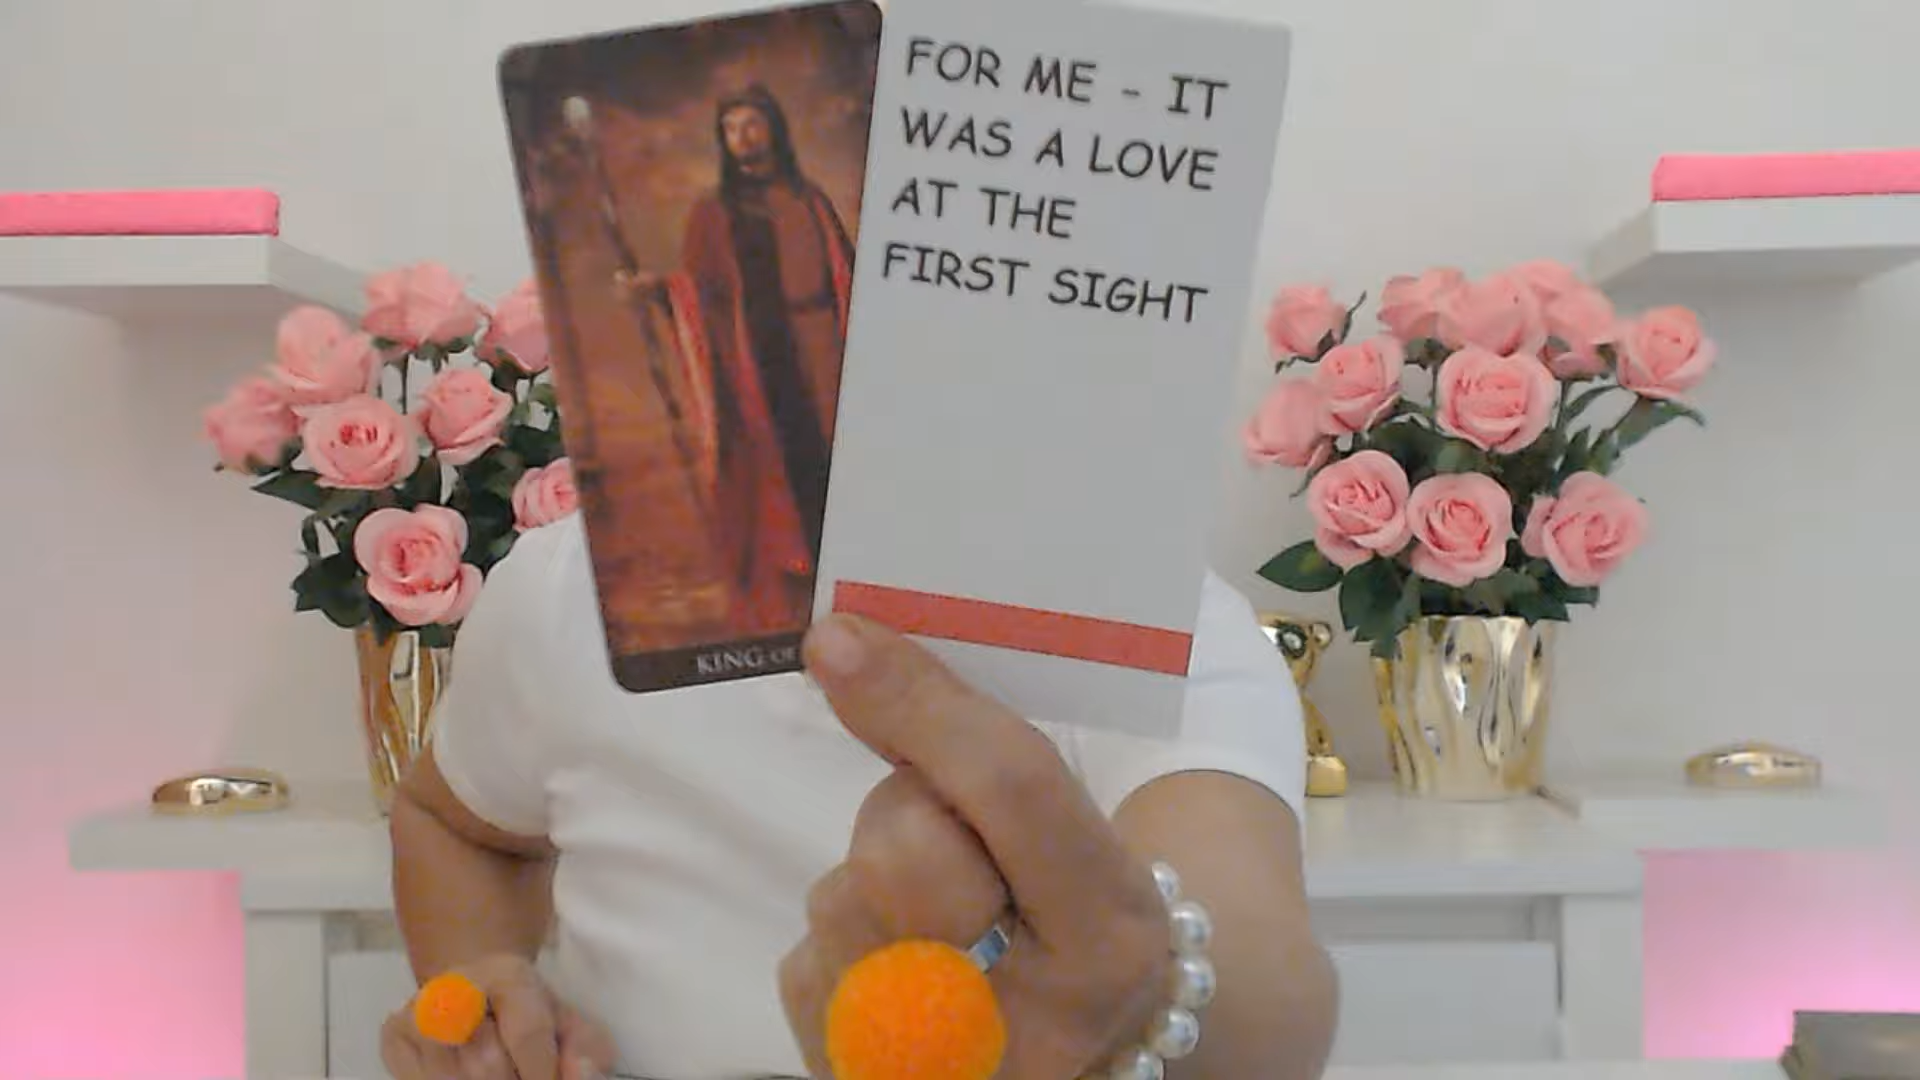 FOR ME - IT
WAS A LOVE
AT THE
FIRST SIGHT
KING OF